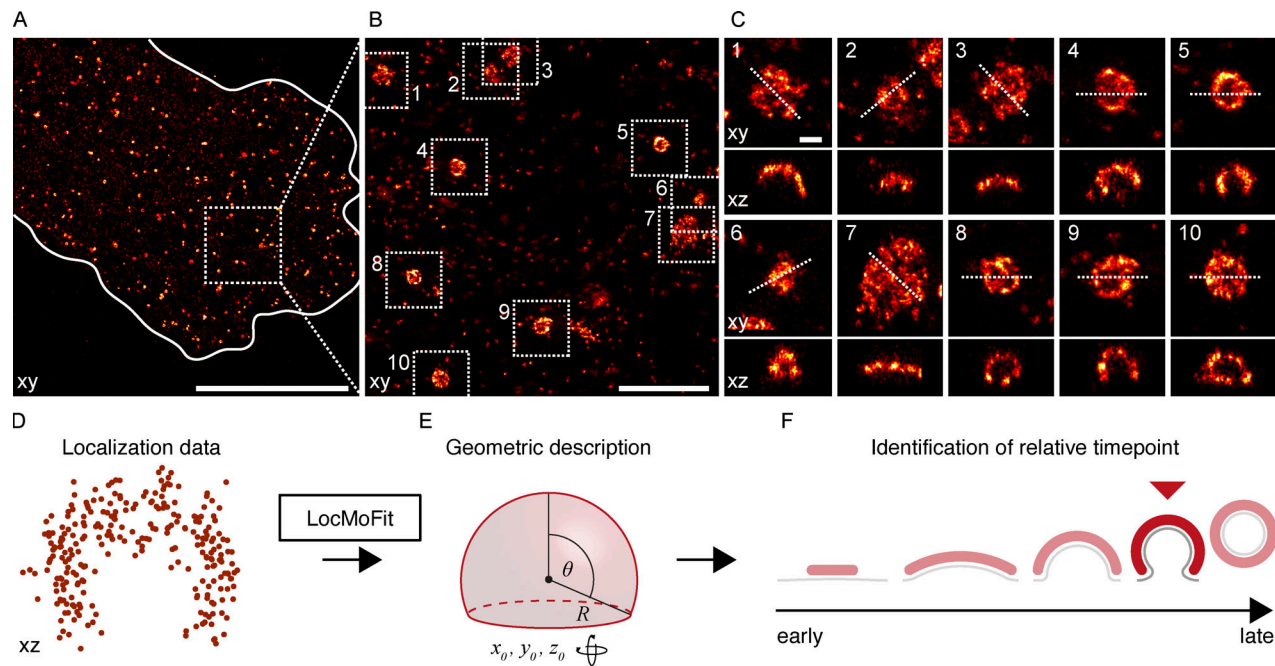 A
B
C
xy
1
2
3
4
5
6
7
8
9
10
xy
1
2
3
4
5
xy
xz
6
7
8
9
10
xy
xz
D
E
F
Localization data
Geometric description
Identification of relative timepoint
LocMoFit
θ
R
xz
x₀, y₀, z₀
early
late